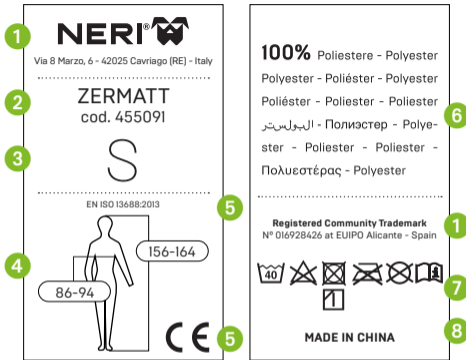 1
NERI®
Via 8 Marzo, 6 - 42025 Cavriago (RE) - Italy
2
ZERMATT
cod. 455091
3
S
EN ISO 13688:2013
5
156-164
4
86-94
CE
5
100% Poliestere - Polyester
Polyester - Poliéster - Polyester
Poliéster - Poliester - Poliester
6
البوليستر - Полиэстер - Polye-
ster - Poliester - Poliester -
Πολυεστέρας - Polyester
Registered Community Trademark
1
N° 016928426 at EUIPO Alicante - Spain
40
7
1
MADE IN CHINA
8